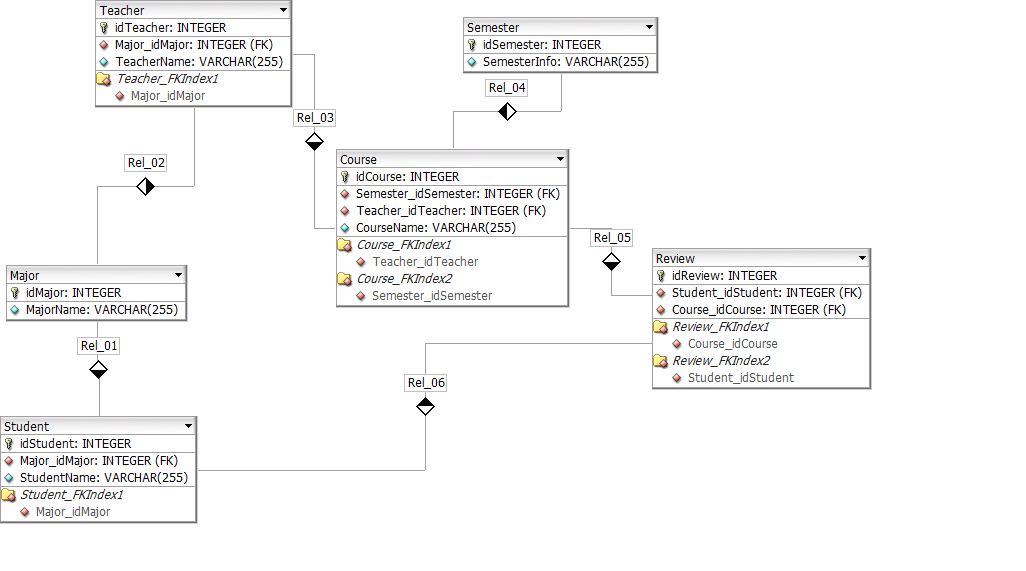 Teacher
idTeacher: INTEGER
Major_idMajor: INTEGER (FK)
TeacherName: VARCHAR(255)
Teacher_FKIndex1
Major_idMajor
Semester
idSemester: INTEGER
SemesterInfo: VARCHAR(255)
Rel_04
Rel_03
Rel_02
Course
idCourse: INTEGER
Semester_idSemester: INTEGER (FK)
Teacher_idTeacher: INTEGER (FK)
CourseName: VARCHAR(255)
Course_FKIndex1
Teacher_idTeacher
Course_FKIndex2
Semester_idSemester
Rel_05
Review
idReview: INTEGER
Student_idStudent: INTEGER (FK)
Course_idCourse: INTEGER (FK)
Review_FKIndex1
Course_idCourse
Review_FKIndex2
Student_idStudent
Major
idMajor: INTEGER
MajorName: VARCHAR(255)
Rel_01
Rel_06
Student
idStudent: INTEGER
Major_idMajor: INTEGER (FK)
StudentName: VARCHAR(255)
Student_FKIndex1
Major_idMajor